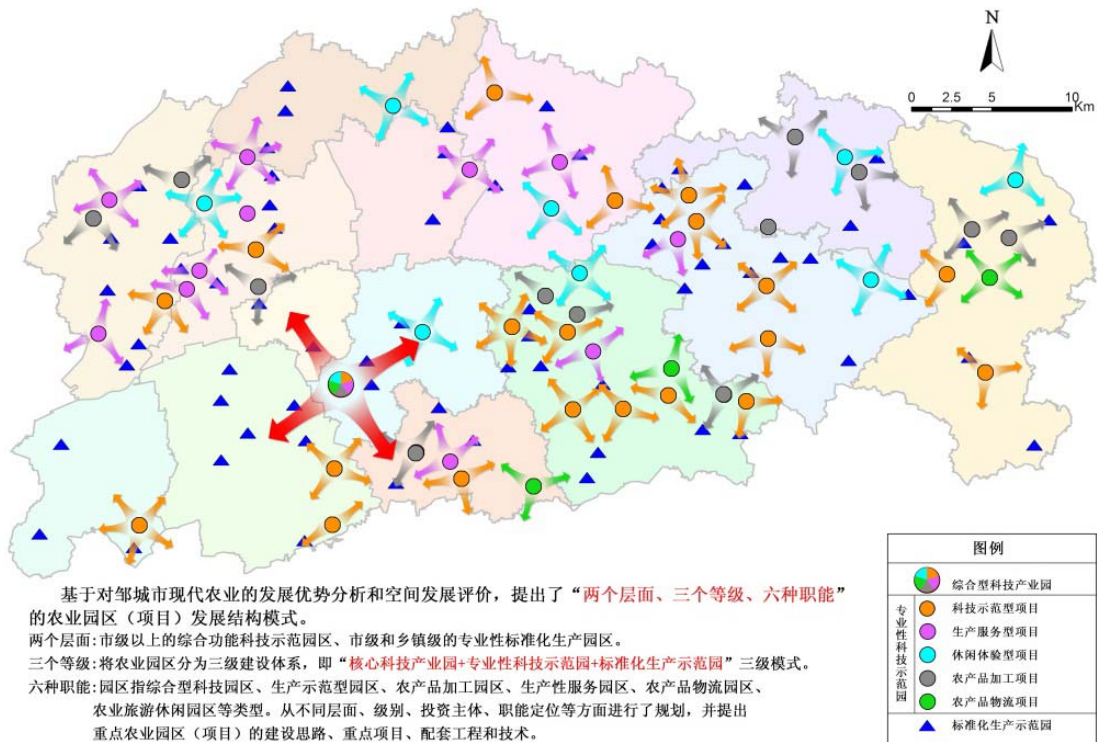 N
0 2.5 5 10
Km
基于对邹城市现代农业的发展优势分析和空间发展评价，提出了“两个层面、三个等级、六种职能”
的农业园区（项目）发展结构模式。
两个层面:市级以上的综合功能科技示范园区、市级和乡镇级的专业性标准化生产园区。
三个等级:将农业园区分为三级建设体系，即“核心科技产业园+专业性科技示范园+标准化生产示范园”三级模式。
六种职能:园区指综合型科技园区、生产示范型园区、农产品加工园区、生产性服务园区、农产品物流园区、
农业旅游休闲园区等类型。从不同层面、级别、投资主体、职能定位等方面进行了规划，并提出
重点农业园区（项目）的建设思路、重点项目、配套工程和技术。
图例
综合型科技产业园
专业性科技示范园
科技示范型项目
生产服务型项目
休闲体验型项目
农产品加工项目
农产品物流项目
标准化生产示范园